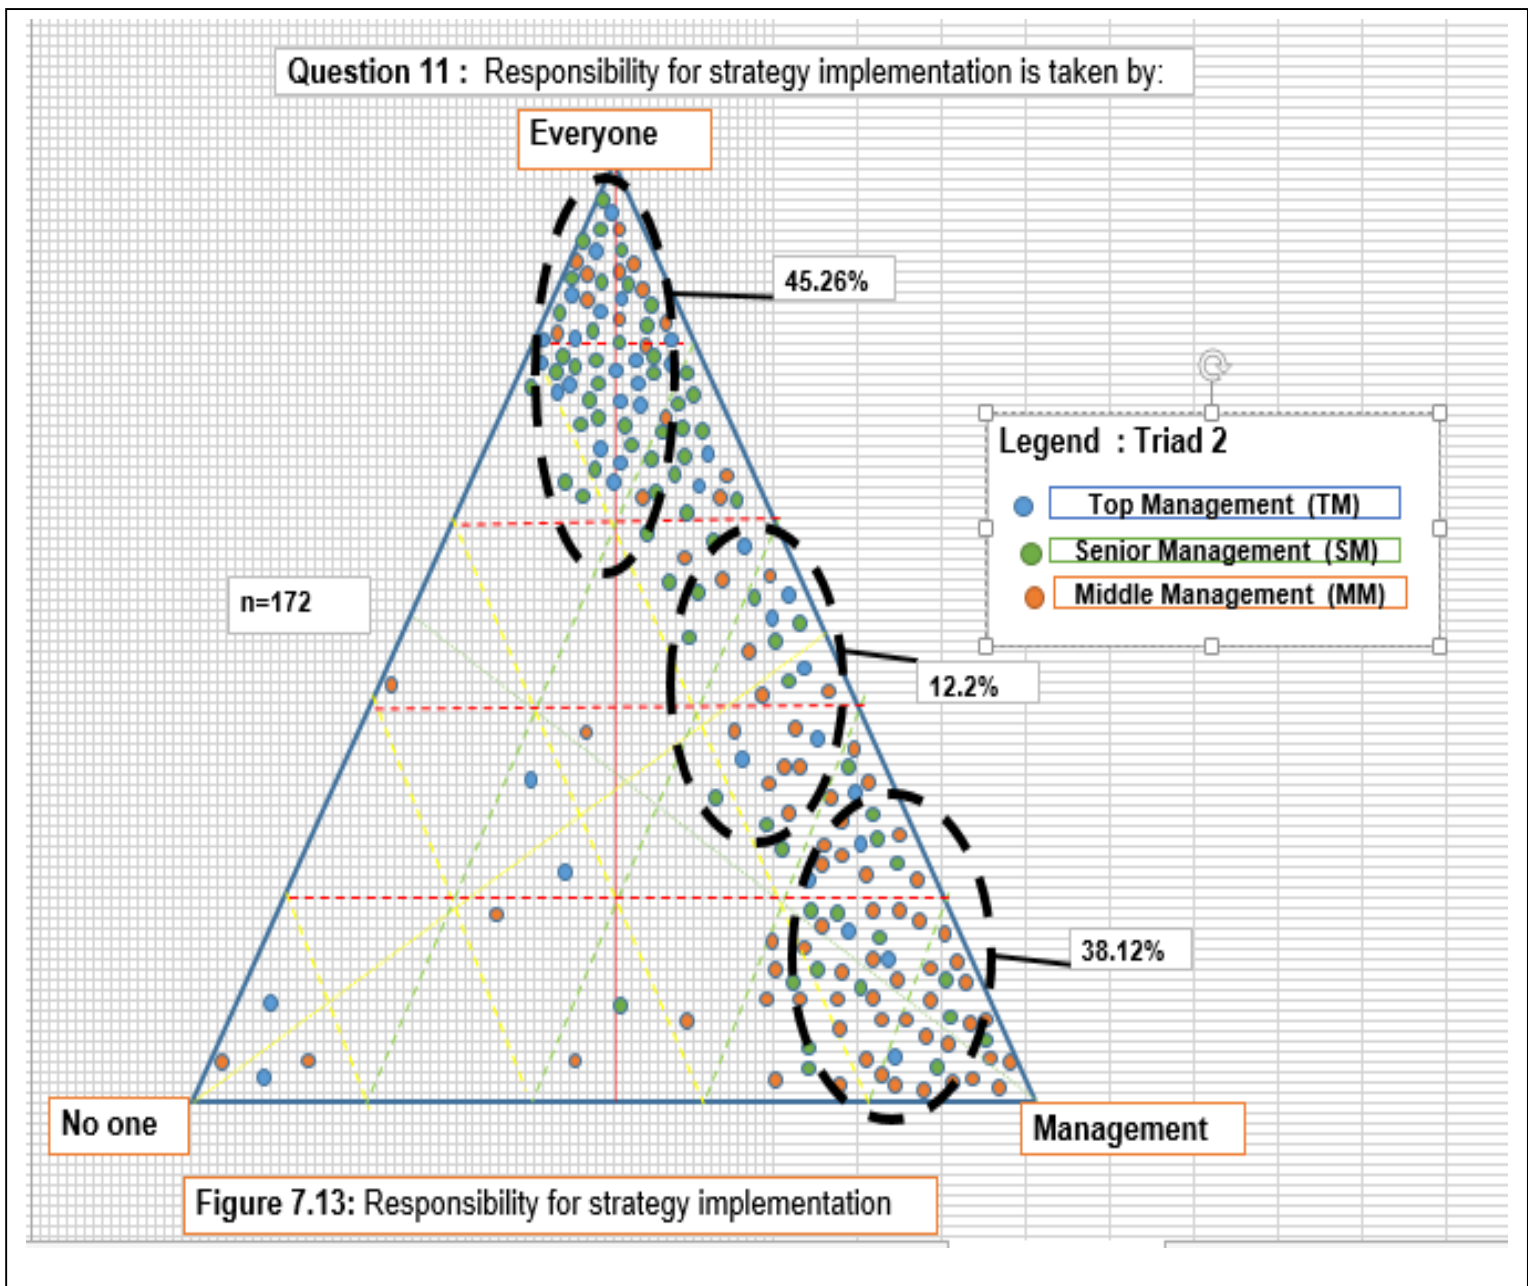 Question 11 : Responsibility for strategy implementation is taken by:
Everyone
45.26%
Legend : Triad 2
Top Management (TM)
Senior Management (SM)
Middle Management (MM)
n=172
12.2%
38.12%
No one
Management
Figure 7.13: Responsibility for strategy implementation